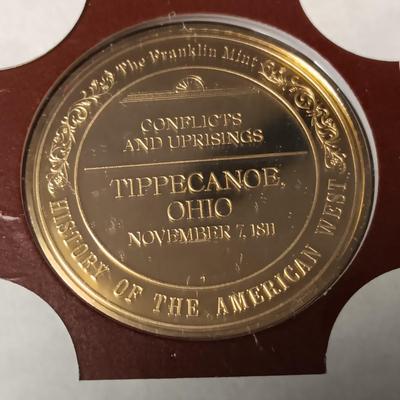 The Franklin Mint
CONFLICTS
AND UPRISINGS
TIPPECANOE,
OHIO
NOVEMBER 7, 1811
HISTORY OF THE AMERICAN WEST